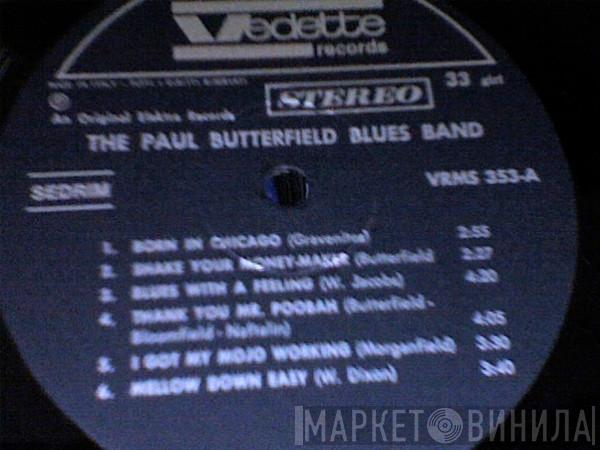 Vedette
records
STEREO
33 giri
An Original Elektra Records
THE PAUL BUTTERFIELD BLUES BAND
SEDRIM
VRMS 353-A
1. BORN IN CHICAGO (Gravenites) 2:55
2. SHAKE YOUR MONEY-MAKER (Butterfield 2:27
3. BLUES WITH A FEELING (W. Jacobs) 4:20
4. THANK YOU MR. POOBAH (Butterfield -
Bloomfield - Naftalin) 4:05
5. I GOT MY MOJO WORKING (Morganfield) 3:30
6. MELLOW DOWN EASY (W. Dixon) 3:40
МАРКЕТ ВИНИЛА